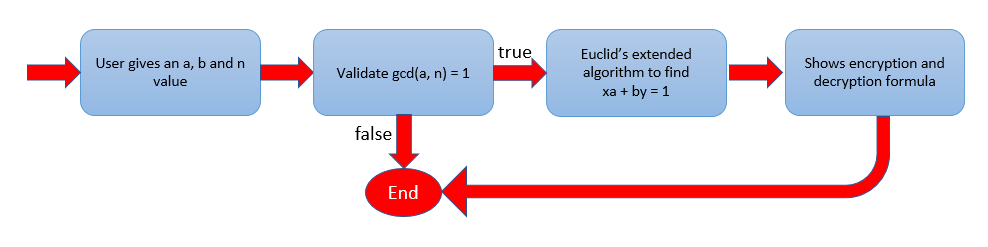 User gives an a, b and n
value
Validate gcd(a, n) = 1
true
false
Euclid's extended
algorithm to find
xa + by = 1
Shows encryption and
decryption formula
End